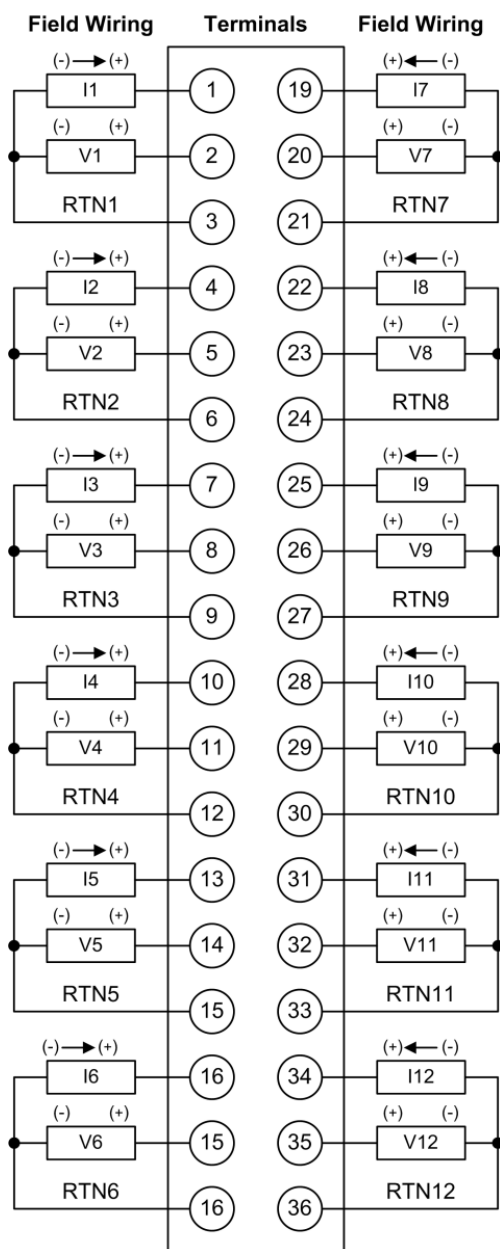 Field Wiring Terminals Field Wiring
(-) (+) (+) (-)
I1 1 19 I7
(-) (+) (+) (-)
V1 2 20 V7
RTN1 3 21 RTN7
(-) (+) (+) (-)
I2 4 22 I8
(-) (+) (+) (-)
V2 5 23 V8
RTN2 6 24 RTN8
(-) (+) (+) (-)
I3 7 25 I9
(-) (+) (+) (-)
V3 8 26 V9
RTN3 9 27 RTN9
(-) (+) (+) (-)
I4 10 28 I10
(-) (+) (+) (-)
V4 11 29 V10
RTN4 12 30 RTN10
(-) (+) (+) (-)
I5 13 31 I11
(-) (+) (+) (-)
V5 14 32 V11
RTN5 15 33 RTN11
(-) (+) (+) (-)
I6 16 34 I12
(-) (+) (+) (-)
V6 15 35 V12
RTN6 16 36 RTN12